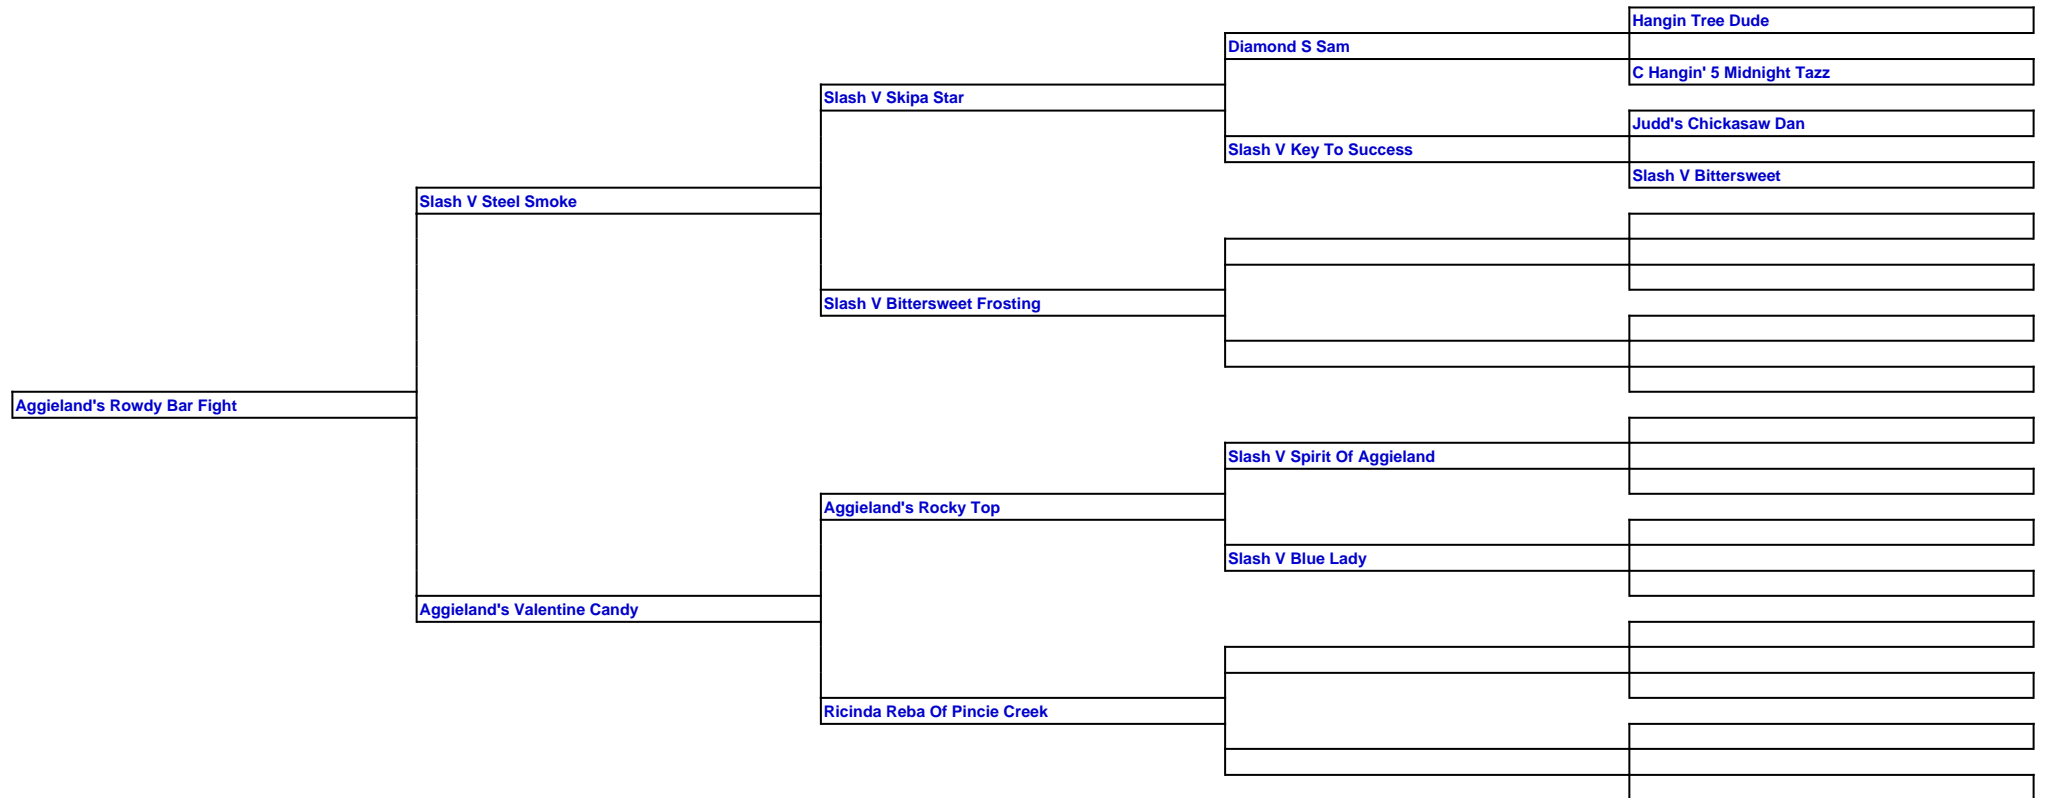 Hangin Tree Dude
Diamond S Sam
C Hangin' 5 Midnight Tazz
Slash V Skipa Star
Judd's Chickasaw Dan
Slash V Key To Success
Slash V Bittersweet
Slash V Steel Smoke
Slash V Bittersweet Frosting
Aggieland's Rowdy Bar Fight
Slash V Spirit Of Aggieland
Aggieland's Rocky Top
Slash V Blue Lady
Aggieland's Valentine Candy
Ricinda Reba Of Pincie Creek